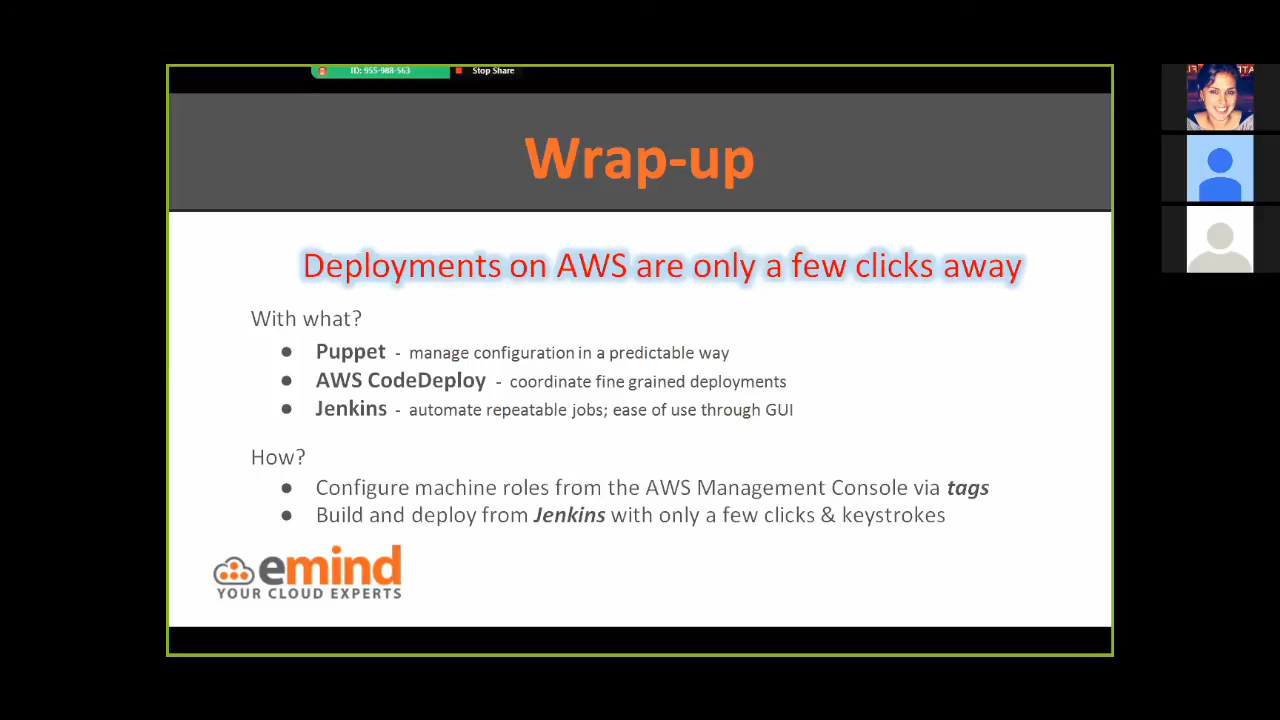 ID: 955-988-563 Stop Share
Wrap-up
Deployments on AWS are only a few clicks away
With what?
● Puppet - manage configuration in a predictable way
● AWS CodeDeploy - coordinate fine grained deployments
● Jenkins - automate repeatable jobs; ease of use through GUI
How?
● Configure machine roles from the AWS Management Console via tags
● Build and deploy from Jenkins with only a few clicks & keystrokes
emind
YOUR CLOUD EXPERTS